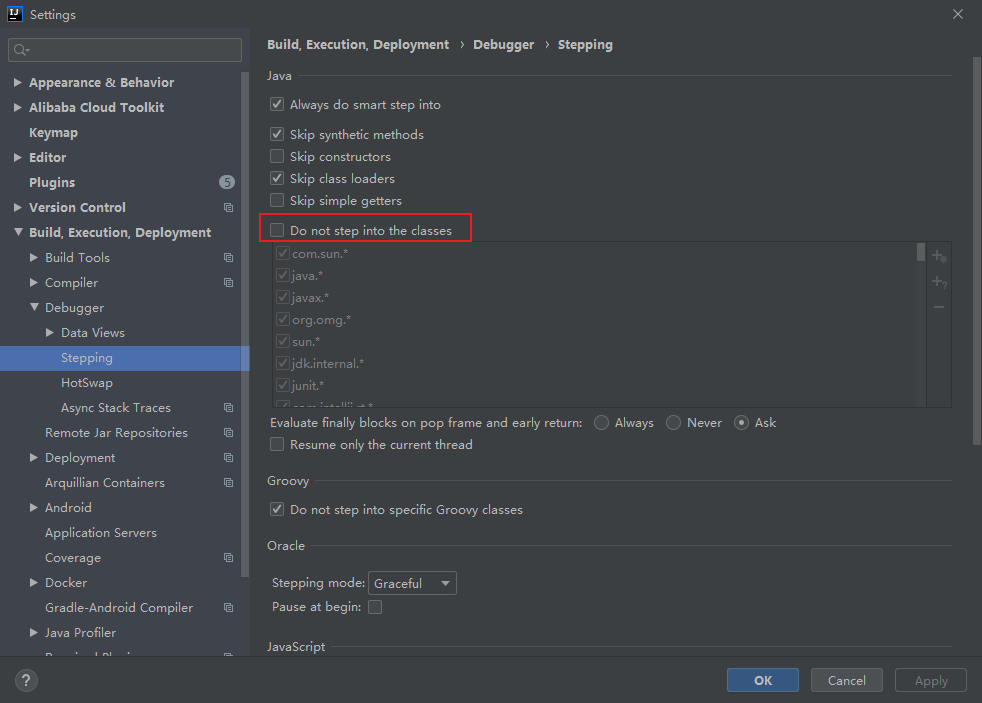 Settings
Appearance & Behavior
Alibaba Cloud Toolkit
Keymap
Editor
Plugins 5
Version Control
Build, Execution, Deployment
Build Tools
Compiler
Debugger
Data Views
Stepping
HotSwap
Async Stack Traces
Remote Jar Repositories
Deployment
Arquillian Containers
Android
Application Servers
Coverage
Docker
Gradle-Android Compiler
Java Profiler
Build, Execution, Deployment › Debugger › Stepping
Java
Always do smart step into
Skip synthetic methods
Skip constructors
Skip class loaders
Skip simple getters
Do not step into the classes
com.sun.*
java.*
javax.*
org.omg.*
sun.*
jdk.internal.*
junit.*
Evaluate finally blocks on pop frame and early return: Always Never Ask
Resume only the current thread
Groovy
Do not step into specific Groovy classes
Oracle
Stepping mode: Graceful
Pause at begin:
JavaScript
? OK Cancel Apply